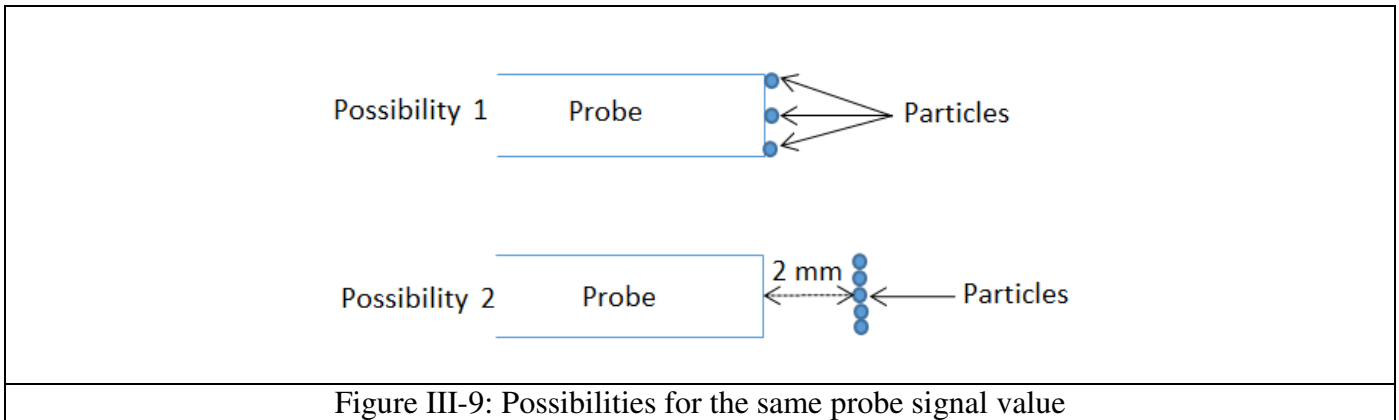 Possibility 1
Probe
Particles
2 mm
Possibility 2
Probe
Particles
Figure III-9: Possibilities for the same probe signal value